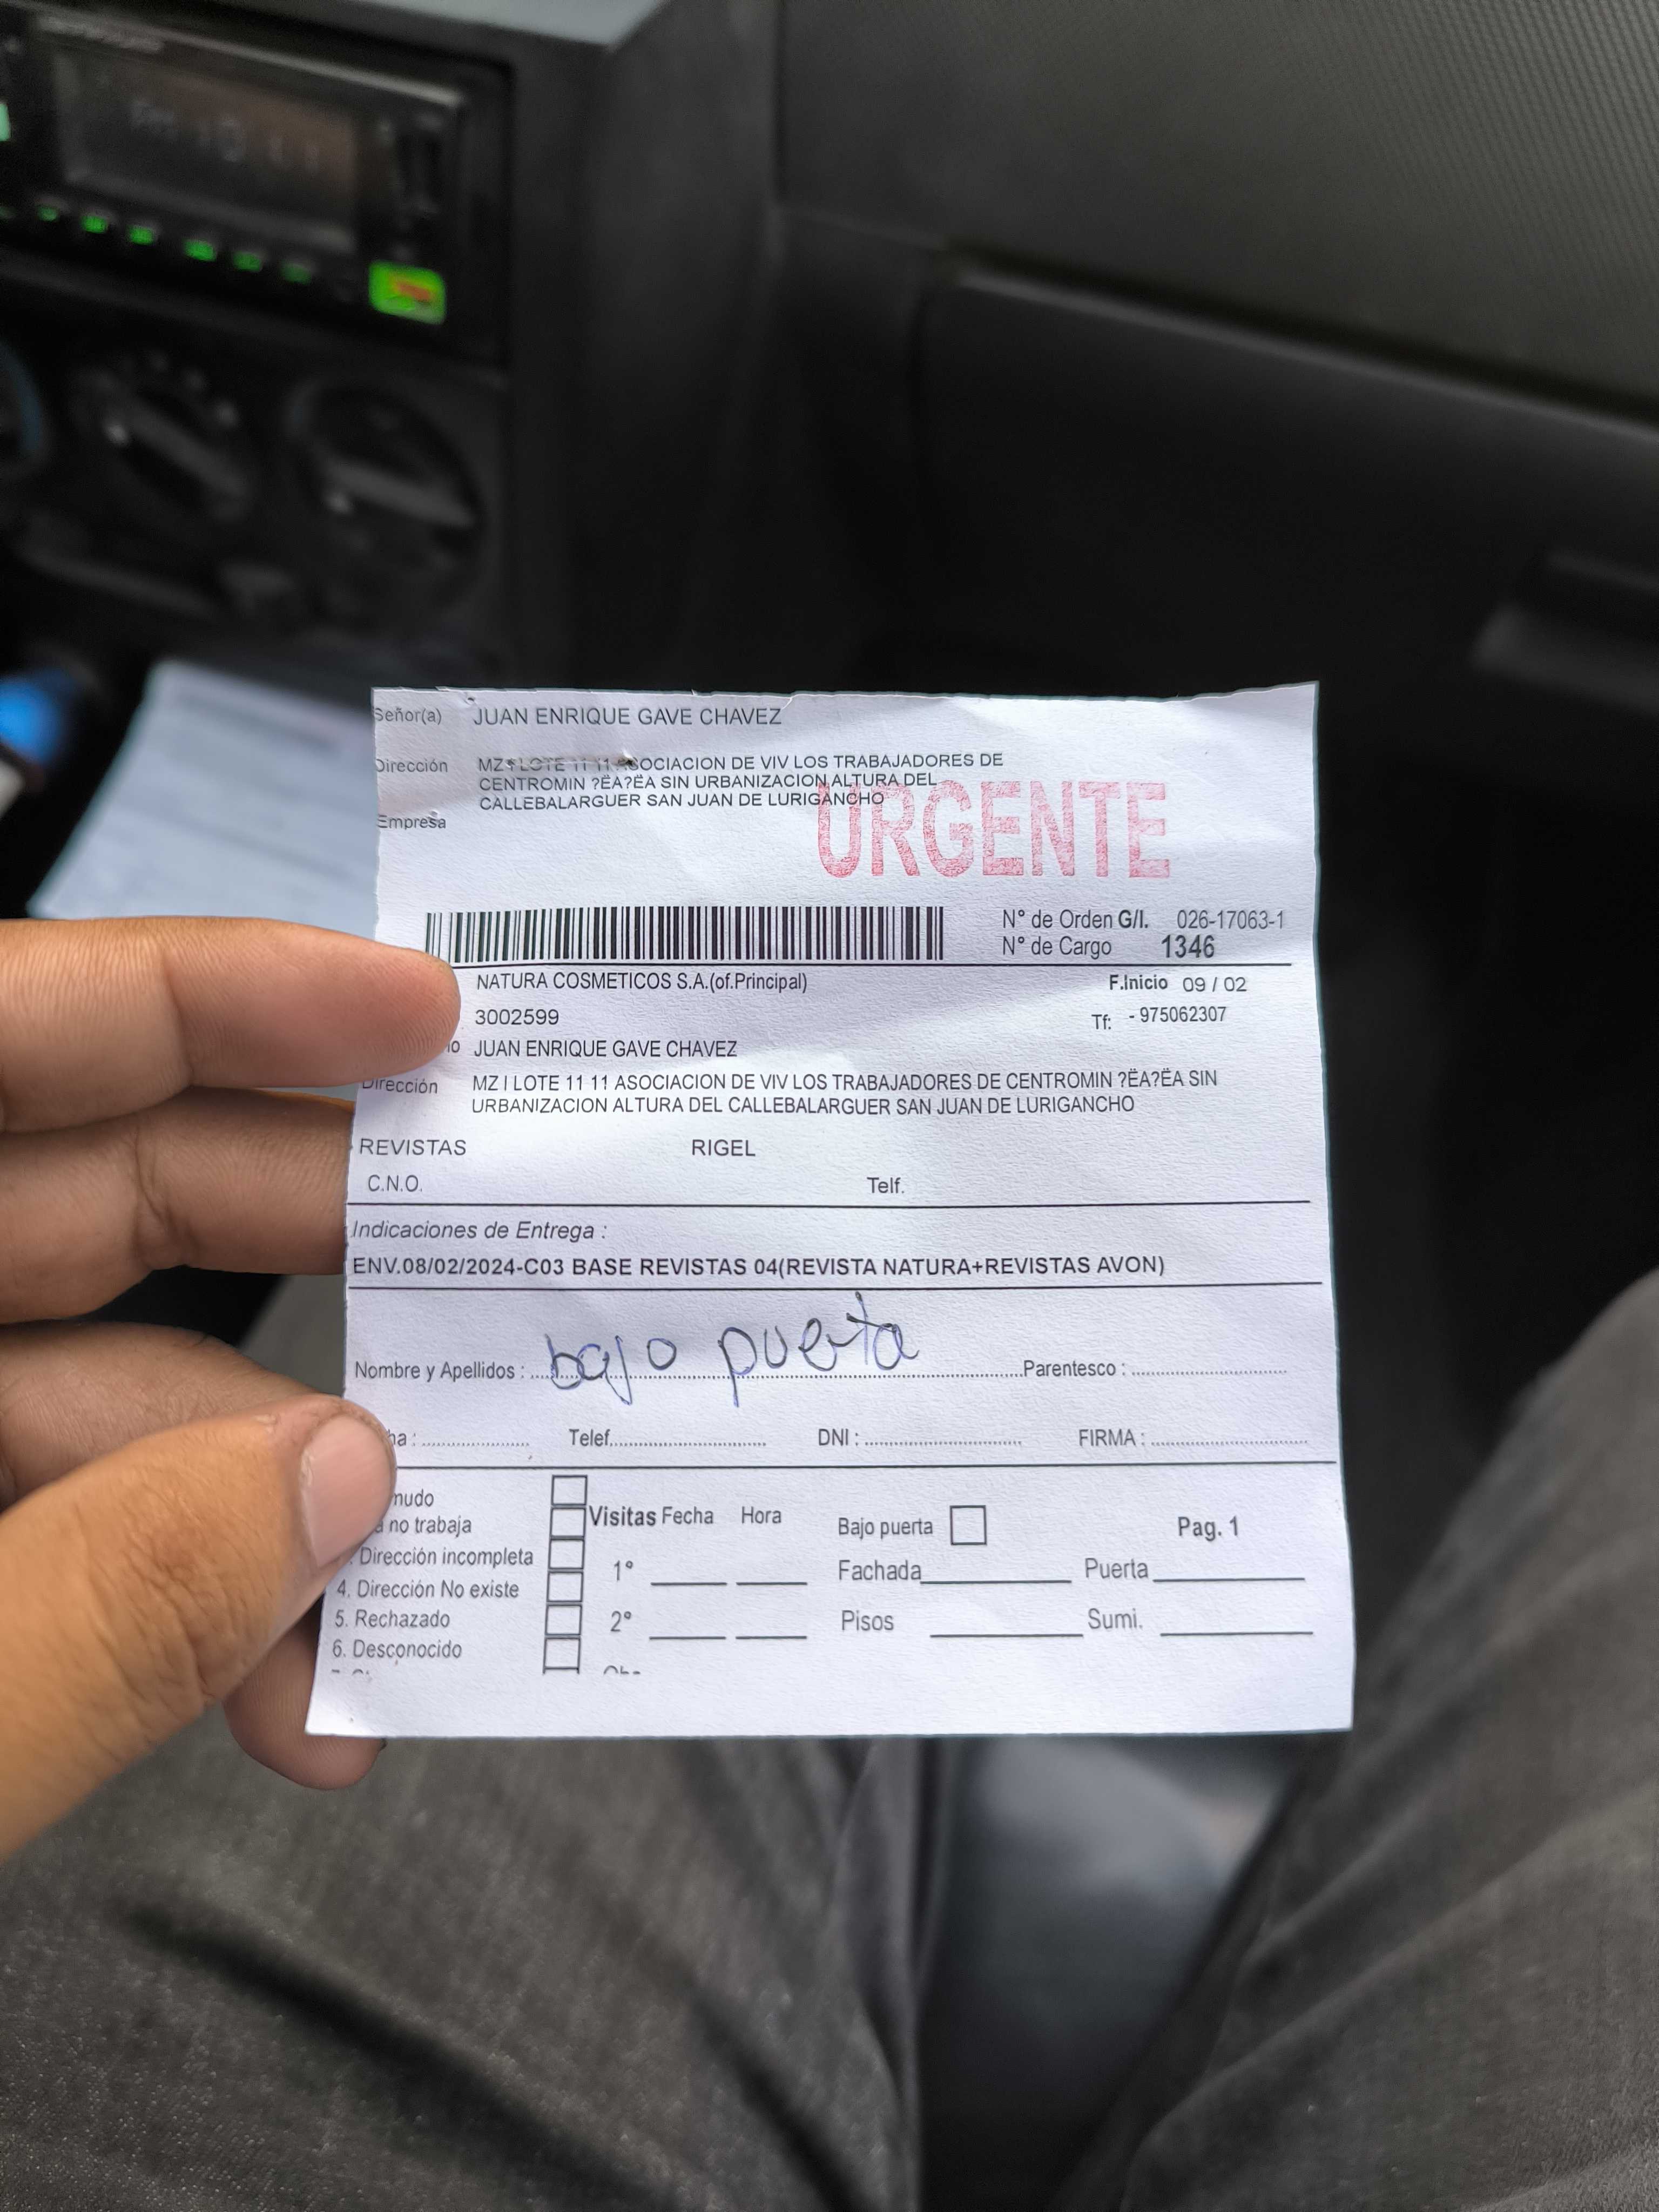 Señor(a) JUAN ENRIQUE GAVE CHAVEZ
Dirección MZ I LOTE 11 11 ASOCIACION DE VIV LOS TRABAJADORES DE
CENTROMIN ?ËA?ËA SIN URBANIZACION ALTURA DEL
CALLEBALARGUER SAN JUAN DE LURIGANCHO
Empresa
URGENTE
N° de Orden G/I. 026-17063-1
N° de Cargo 1346
NATURA COSMETICOS S.A.(of.Principal) F.Inicio 09 / 02
3002599 Tf: - 975062307
io JUAN ENRIQUE GAVE CHAVEZ
Dirección MZ I LOTE 11 11 ASOCIACION DE VIV LOS TRABAJADORES DE CENTROMIN ?ËA?ËA SIN
URBANIZACION ALTURA DEL CALLEBALARGUER SAN JUAN DE LURIGANCHO
REVISTAS RIGEL
C.N.O. Telf.
Indicaciones de Entrega :
ENV.08/02/2024-C03 BASE REVISTAS 04(REVISTA NATURA+REVISTAS AVON)
Nombre y Apellidos : bajo puerta Parentesco :
ha : Telef. DNI : FIRMA :
mudo
no trabaja
Dirección incompleta
4. Dirección No existe
5. Rechazado
6. Desconocido
Visitas Fecha Hora
1°
2°
Bajo puerta Pag. 1
Fachada Puerta
Pisos Sumi.